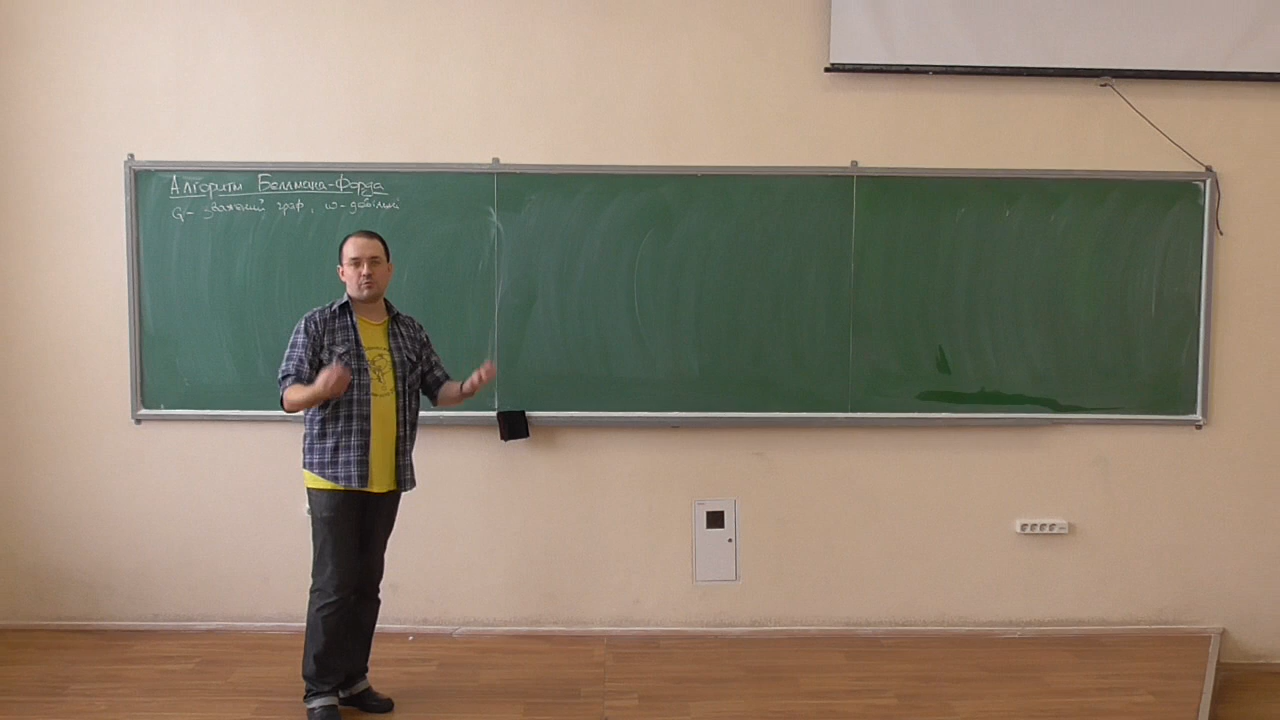 Алгоритм Беллмана-Форда
G - зважений граф, w - довільні